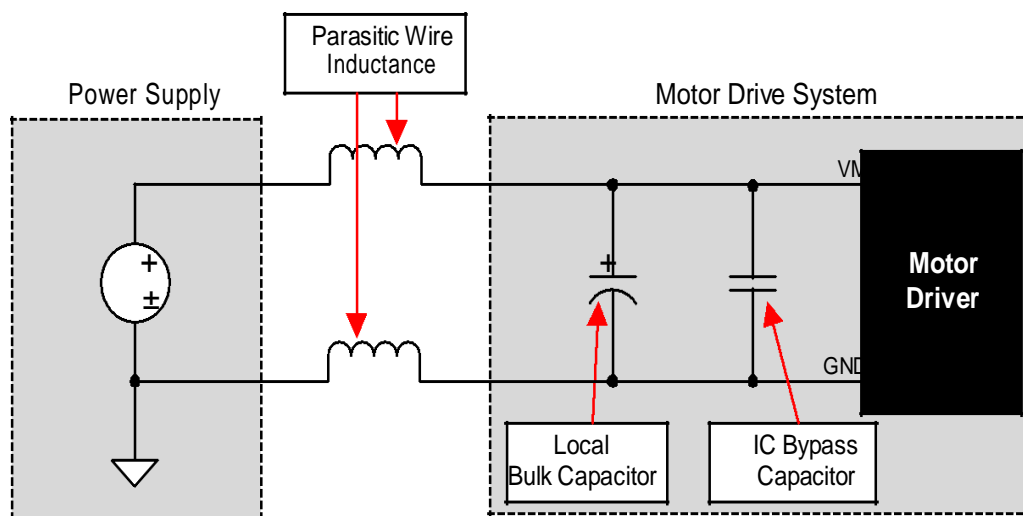 Parasitic Wire
Inductance
Power Supply
Motor Drive System
VM
+
+
±
Motor
Driver
GND
Local
Bulk Capacitor
IC Bypass
Capacitor